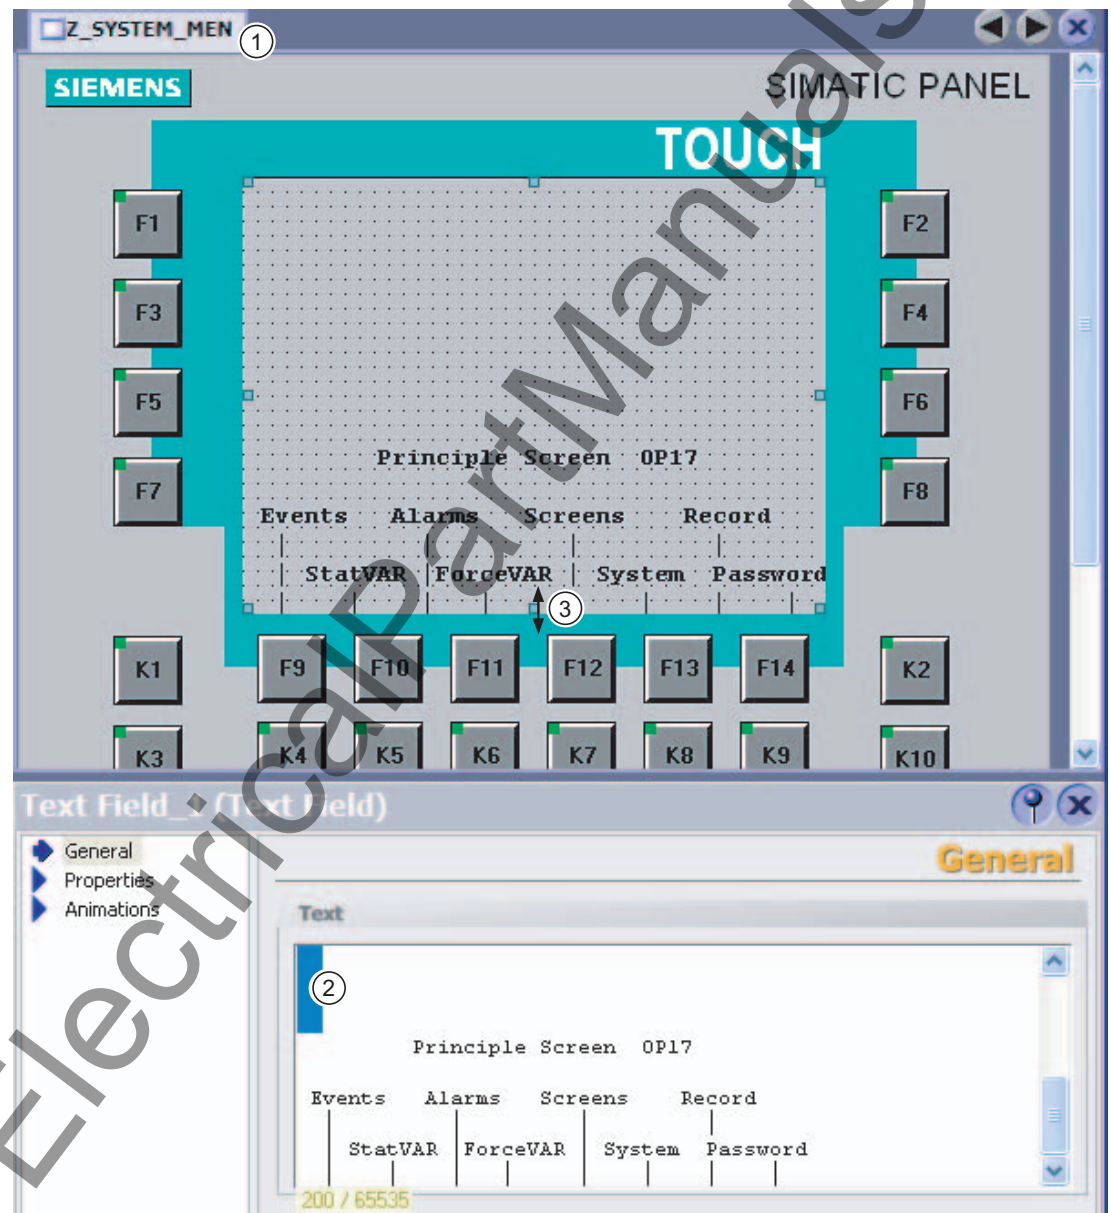 Z_SYSTEM_MEN
1
SIEMENS
SIMATIC PANEL
TOUCH
F1
F2
F3
F4
F5
F6
Principle Screen OP17
F7
F8
Events Alarms Screens Record
StatVAR ForceVAR System Password
3
K1
F9
F10
F11
F12
F13
F14
K2
K3
K4
K5
K6
K7
K8
K9
K10
Text Field_1 (Text Field)
General
Properties
Animations
General
Text
2
Principle Screen OP17
Events Alarms Screens Record
StatVAR ForceVAR System Password
200 / 65535
ElectricalPartManuals